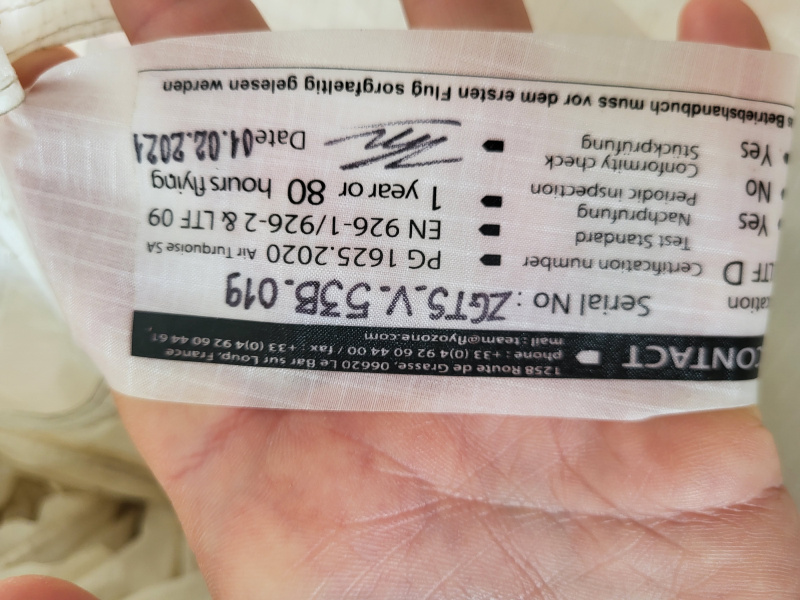 1258 Route de Grasse, 06620 Le Bar sur Loup, France
CONTACT phone : +33 (0)4 92 60 44 00 / fax : +33 (0)4 92 60 44 61
mail : team@flyozone.com
Serial No : ZGTS_V_53B_019
LTF D Certification number PG 1625.2020 Air Turquoise SA
Test Standard EN 926-1/926-2 & LTF 09
Yes Nachprüfung
No Periodic inspection 1 year or 80 hours flying
Yes Conformity check
Stückprüfung Date 04.02.2021
Betriebshandbuch muss vor dem ersten Flug sorgfaeltig gelesen werden